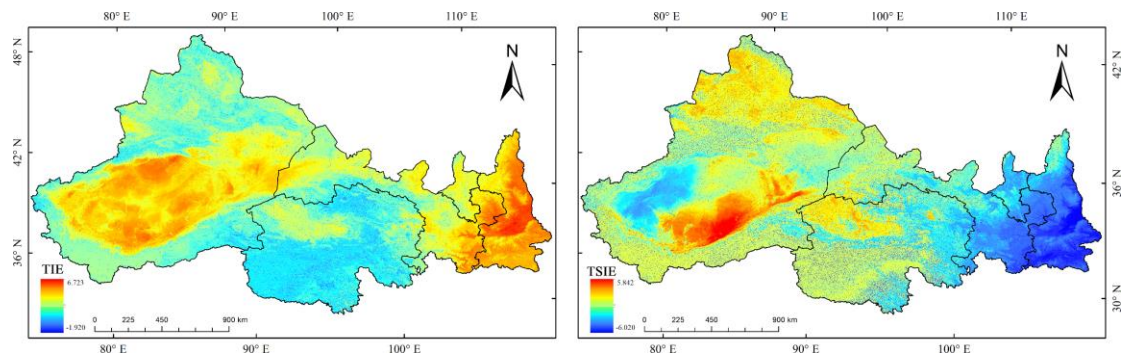 80° E 90° E 100° E 110° E
48° N
42° N
36° N
N
TIE
6.723
-1.920
0 225 450 900 km
80° E 90° E 100° E
80° E 90° E 100° E 110° E
42° N
36° N
30° N
N
TSIE
5.842
-6.020
0 225 450 900 km
80° E 90° E 100° E 110° E